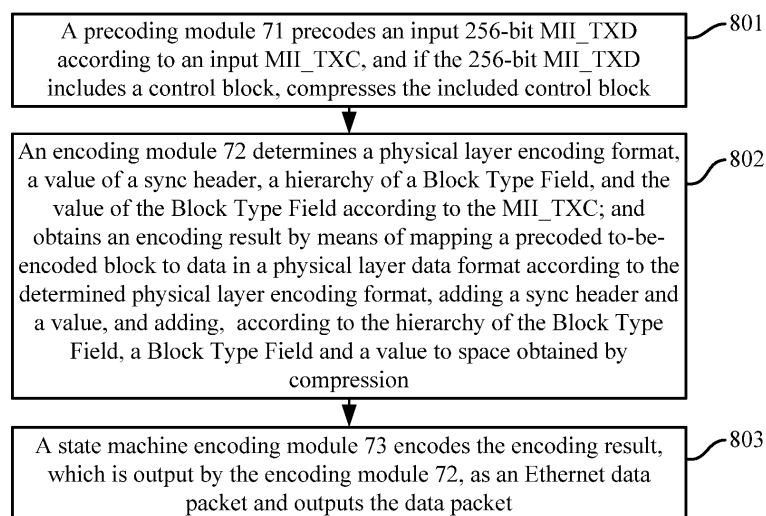 A precoding module 71 precodes an input 256-bit MII_TXD
according to an input MII_TXC, and if the 256-bit MII_TXD
includes a control block, compresses the included control block
801
An encoding module 72 determines a physical layer encoding format,
a value of a sync header, a hierarchy of a Block Type Field, and the
value of the Block Type Field according to the MII_TXC; and
obtains an encoding result by means of mapping a precoded to-be-
encoded block to data in a physical layer data format according to the
determined physical layer encoding format, adding a sync header and
a value, and adding, according to the hierarchy of the Block Type
Field, a Block Type Field and a value to space obtained by
compression
802
A state machine encoding module 73 encodes the encoding result,
which is output by the encoding module 72, as an Ethernet data
packet and outputs the data packet
803